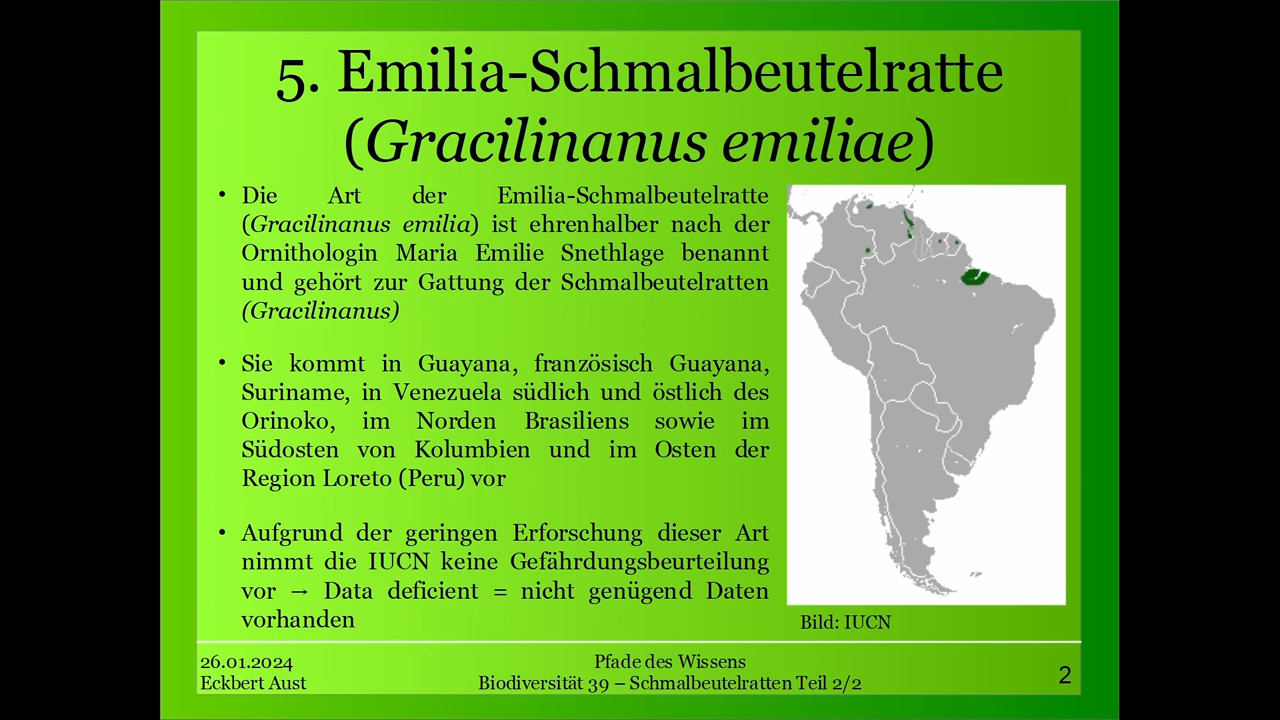 5. Emilia-Schmalbeutelratte
(Gracilinanus emiliae)
• Die Art der Emilia-Schmalbeutelratte
(Gracilinanus emilia) ist ehrenhalber nach der
Ornithologin Maria Emilie Snethlage benannt
und gehört zur Gattung der Schmalbeutelratten
(Gracilinanus)
• Sie kommt in Guayana, französisch Guayana,
Suriname, in Venezuela südlich und östlich des
Orinoko, im Norden Brasiliens sowie im
Südosten von Kolumbien und im Osten der
Region Loreto (Peru) vor
• Aufgrund der geringen Erforschung dieser Art
nimmt die IUCN keine Gefährdungsbeurteilung
vor → Data deficient = nicht genügend Daten
vorhanden
Bild: IUCN
26.01.2024
Eckbert Aust
Pfade des Wissens
Biodiversität 39 – Schmalbeutelratten Teil 2/2
2